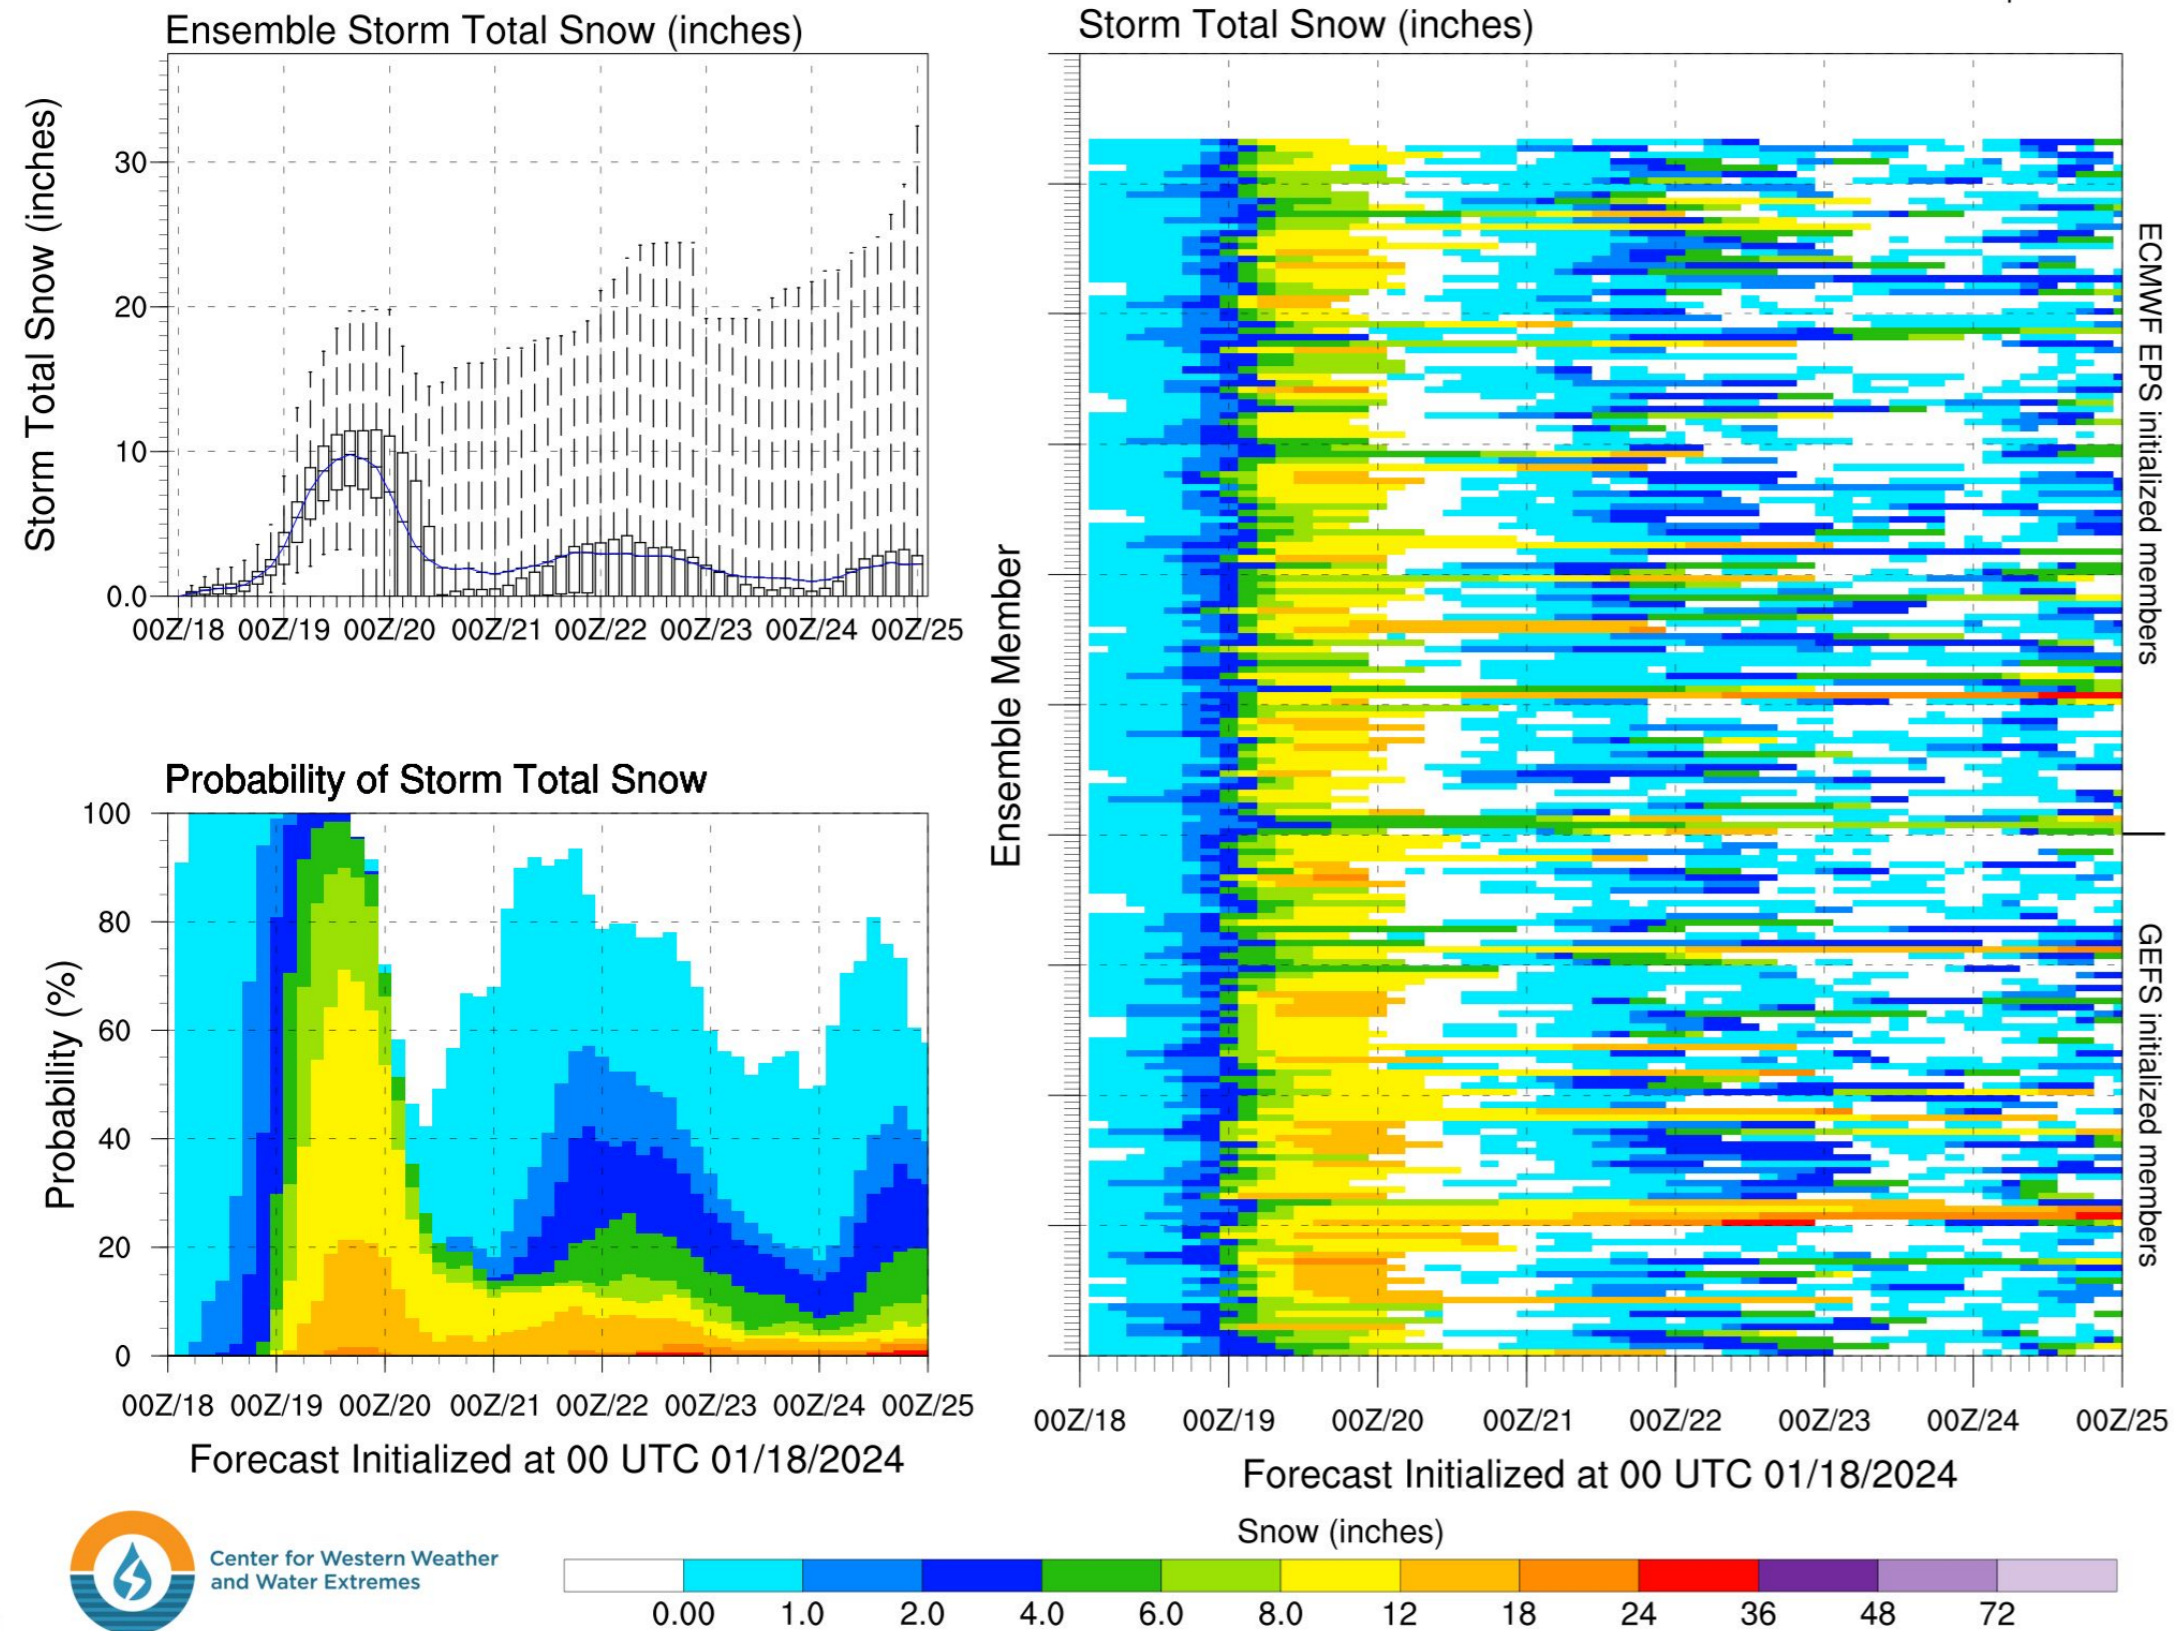 Ensemble Storm Total Snow (inches)
Storm Total Snow (inches)
30
20
10
0.0
00Z/18 00Z/19 00Z/20 00Z/21 00Z/22 00Z/23 00Z/24 00Z/25
Probability of Storm Total Snow
Probability (%)
100
80
60
40
20
0
00Z/18 00Z/19 00Z/20 00Z/21 00Z/22 00Z/23 00Z/24 00Z/25
Forecast Initialized at 00 UTC 01/18/2024
Storm Total Snow (inches)
Ensemble Member
ECMWF EPS initialized members
GEFS initialized members
00Z/18 00Z/19 00Z/20 00Z/21 00Z/22 00Z/23 00Z/24 00Z/25
Forecast Initialized at 00 UTC 01/18/2024
Center for Western Weather
and Water Extremes
Snow (inches)
0.00 1.0 2.0 4.0 6.0 8.0 12 18 24 36 48 72